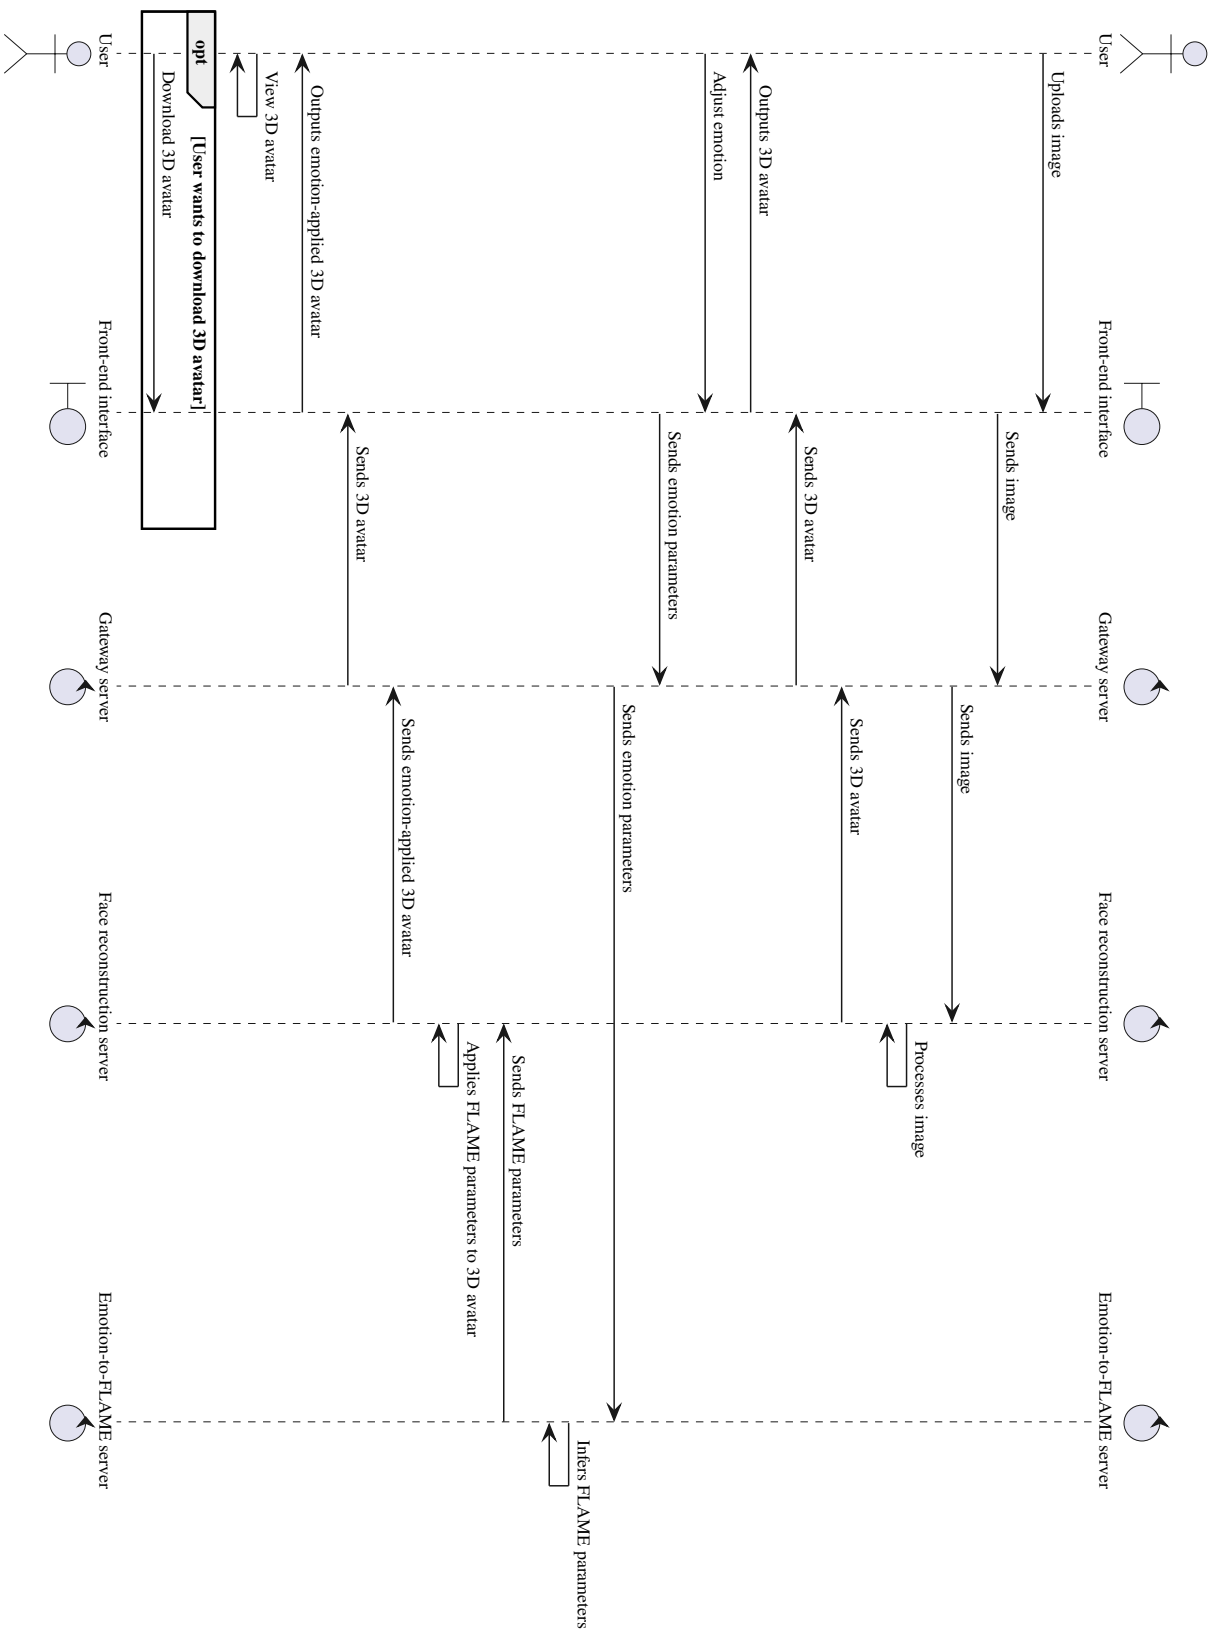 User
Front-end interface
Gateway server
Face reconstruction server
Emotion-to-FLAME server
Uploads image
Sends image
Sends image
Processes image
Sends 3D avatar
Sends 3D avatar
Outputs 3D avatar
Adjust emotion
Sends emotion parameters
Sends emotion parameters
Infers FLAME parameters
Sends FLAME parameters
Applies FLAME parameters to 3D avatar
Sends emotion-applied 3D avatar
Sends 3D avatar
Outputs emotion-applied 3D avatar
View 3D avatar
opt
[User wants to download 3D avatar]
Download 3D avatar
User
Front-end interface
Gateway server
Face reconstruction server
Emotion-to-FLAME server